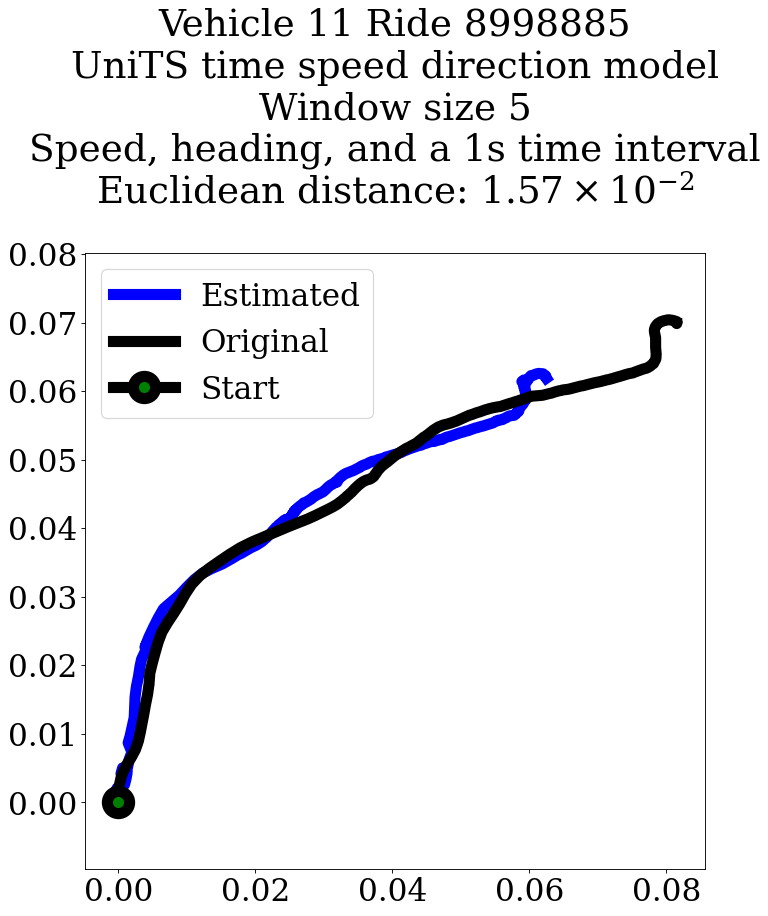 Vehicle 11 Ride 8998885
UniTS time speed direction model
Window size 5
Speed, heading, and a 1s time interval
Euclidean distance: 1.57 × 10⁻²
0.08
Estimated
0.07
Original
Start
0.06
0.05
0.04
0.03
0.02
0.01
0.00
0.00 0.02 0.04 0.06 0.08